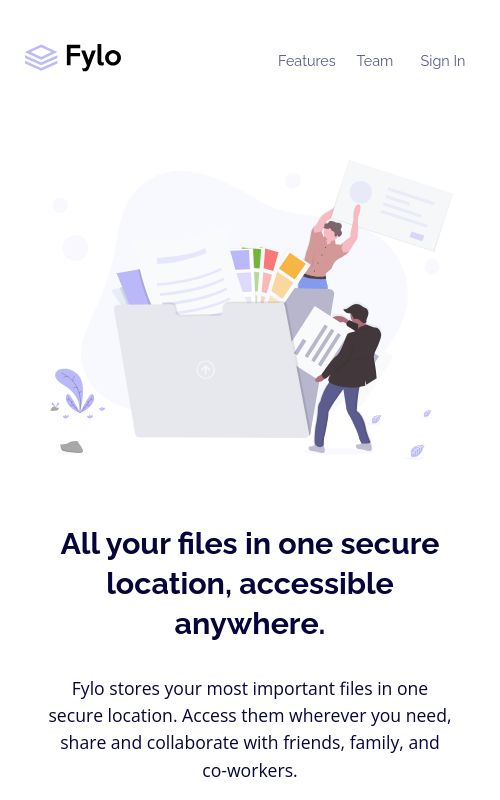 Fylo
Features Team Sign In
All your files in one secure
location, accessible
anywhere.
Fylo stores your most important files in one
secure location. Access them wherever you need,
share and collaborate with friends, family, and
co-workers.